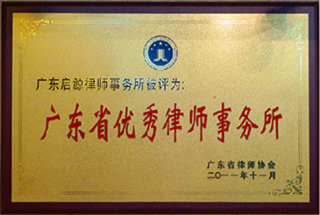 广东启源律师事务所被评为:
广东省优秀律师事务所
广东省律师协会
二〇一一年十一月